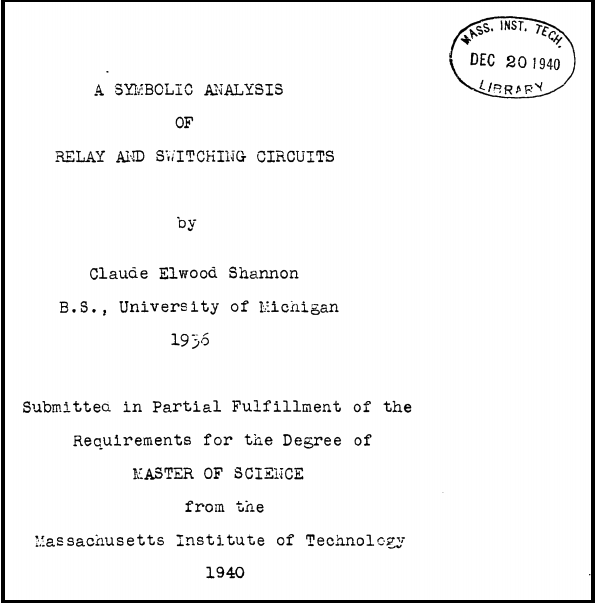 MASS. INST. TECH.
DEC 20 1940
LIBRARY
A SYMBOLIC ANALYSIS
OF
RELAY AND SWITCHING CIRCUITS
by
Claude Elwood Shannon
B.S., University of Michigan
1936
Submitted in Partial Fulfillment of the
Requirements for the Degree of
MASTER OF SCIENCE
from the
Massachusetts Institute of Technology
1940